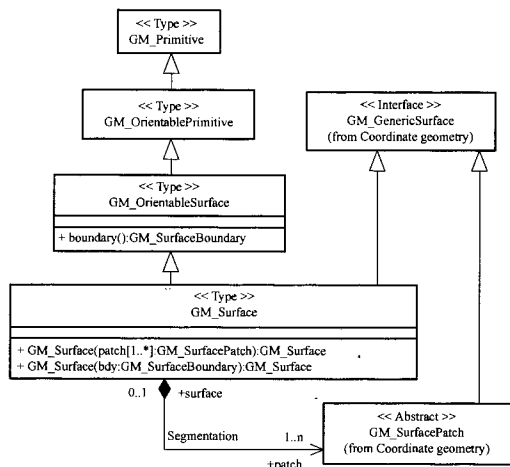 << Type >>
GM_Primitive
<< Type >>
GM_OrientablePrimitive
<< Interface >>
GM_GenericSurface
(from Coordinate geometry)
<< Type >>
GM_OrientableSurface
+ boundary():GM_SurfaceBoundary
<< Type >>
GM_Surface
+ GM_Surface(patch[1..*]:GM_SurfacePatch):GM_Surface
+ GM_Surface(bdy:GM_SurfaceBoundary):GM_Surface
0..1 +surface
<< Abstract >>
GM_SurfacePatch
(from Coordinate geometry)
Segmentation 1..n
+patch